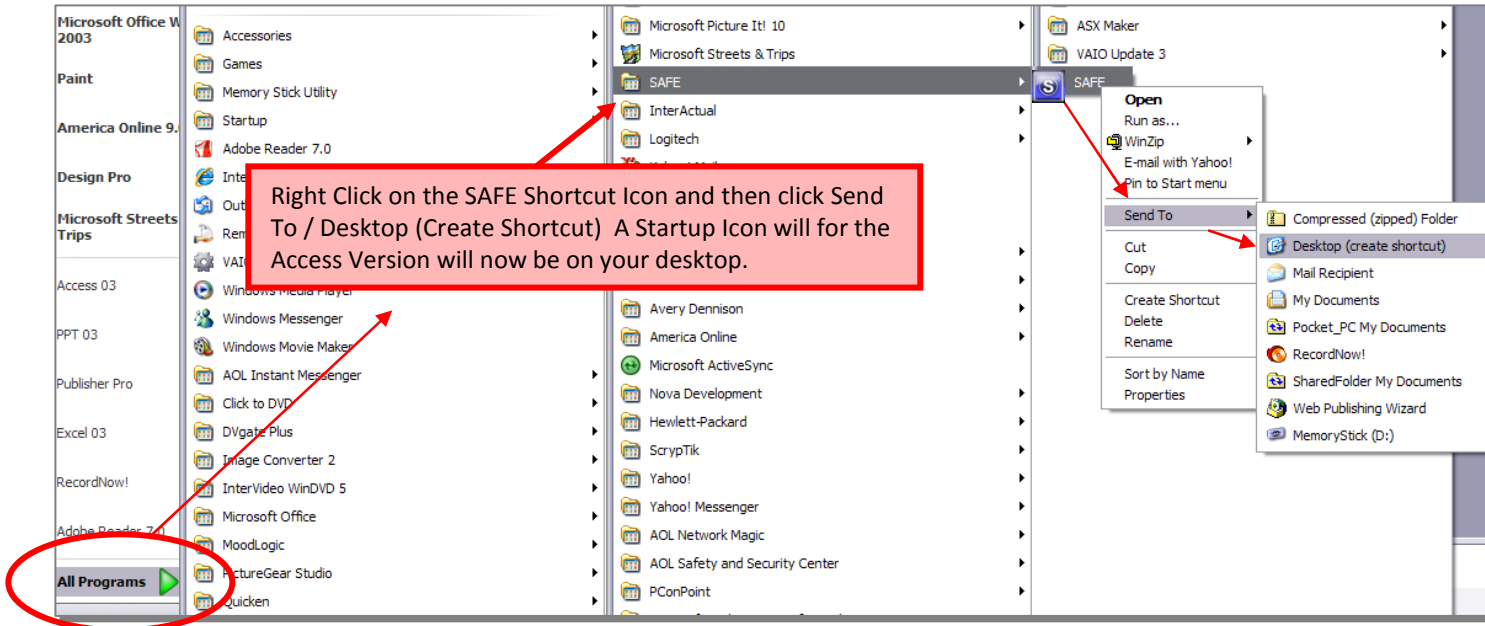 Microsoft Office W
2003
Paint
America Online 9.
Design Pro
Microsoft Streets
Trips
Access 03
PPT 03
Publisher Pro
Excel 03
RecordNow!
Adobe Reader 7.0
All Programs
Accessories
Games
Memory Stick Utility
Startup
Adobe Reader 7.0
Inte
Out
Rem
VAI
Windows Media Player
Windows Messenger
Windows Movie Maker
AOL Instant Messenger
Click to DVD
DVgate Plus
Image Converter 2
InterVideo WinDVD 5
Microsoft Office
MoodLogic
PictureGear Studio
Quicken
Microsoft Picture It! 10
Microsoft Streets & Trips
SAFE
InterActual
Logitech
Right Click on the SAFE Shortcut Icon and then click Send
To / Desktop (Create Shortcut) A Startup Icon will for the
Access Version will now be on your desktop.
Avery Dennison
America Online
Microsoft ActiveSync
Nova Development
Hewlett-Packard
ScrypTik
Yahoo!
Yahoo! Messenger
AOL Network Magic
AOL Safety and Security Center
PConPoint
ASX Maker
VAIO Update 3
S
SAFE
Open
Run as...
WinZip
E-mail with Yahoo!
Pin to Start menu
Send To
Cut
Copy
Create Shortcut
Delete
Rename
Sort by Name
Properties
Compressed (zipped) Folder
Desktop (create shortcut)
Mail Recipient
My Documents
Pocket_PC My Documents
RecordNow!
SharedFolder My Documents
Web Publishing Wizard
MemoryStick (D:)